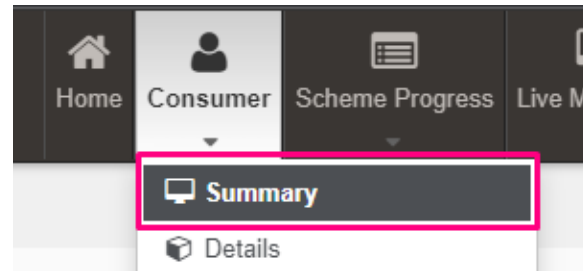 Home
Consumer
Scheme Progress
Live
Summary
Details